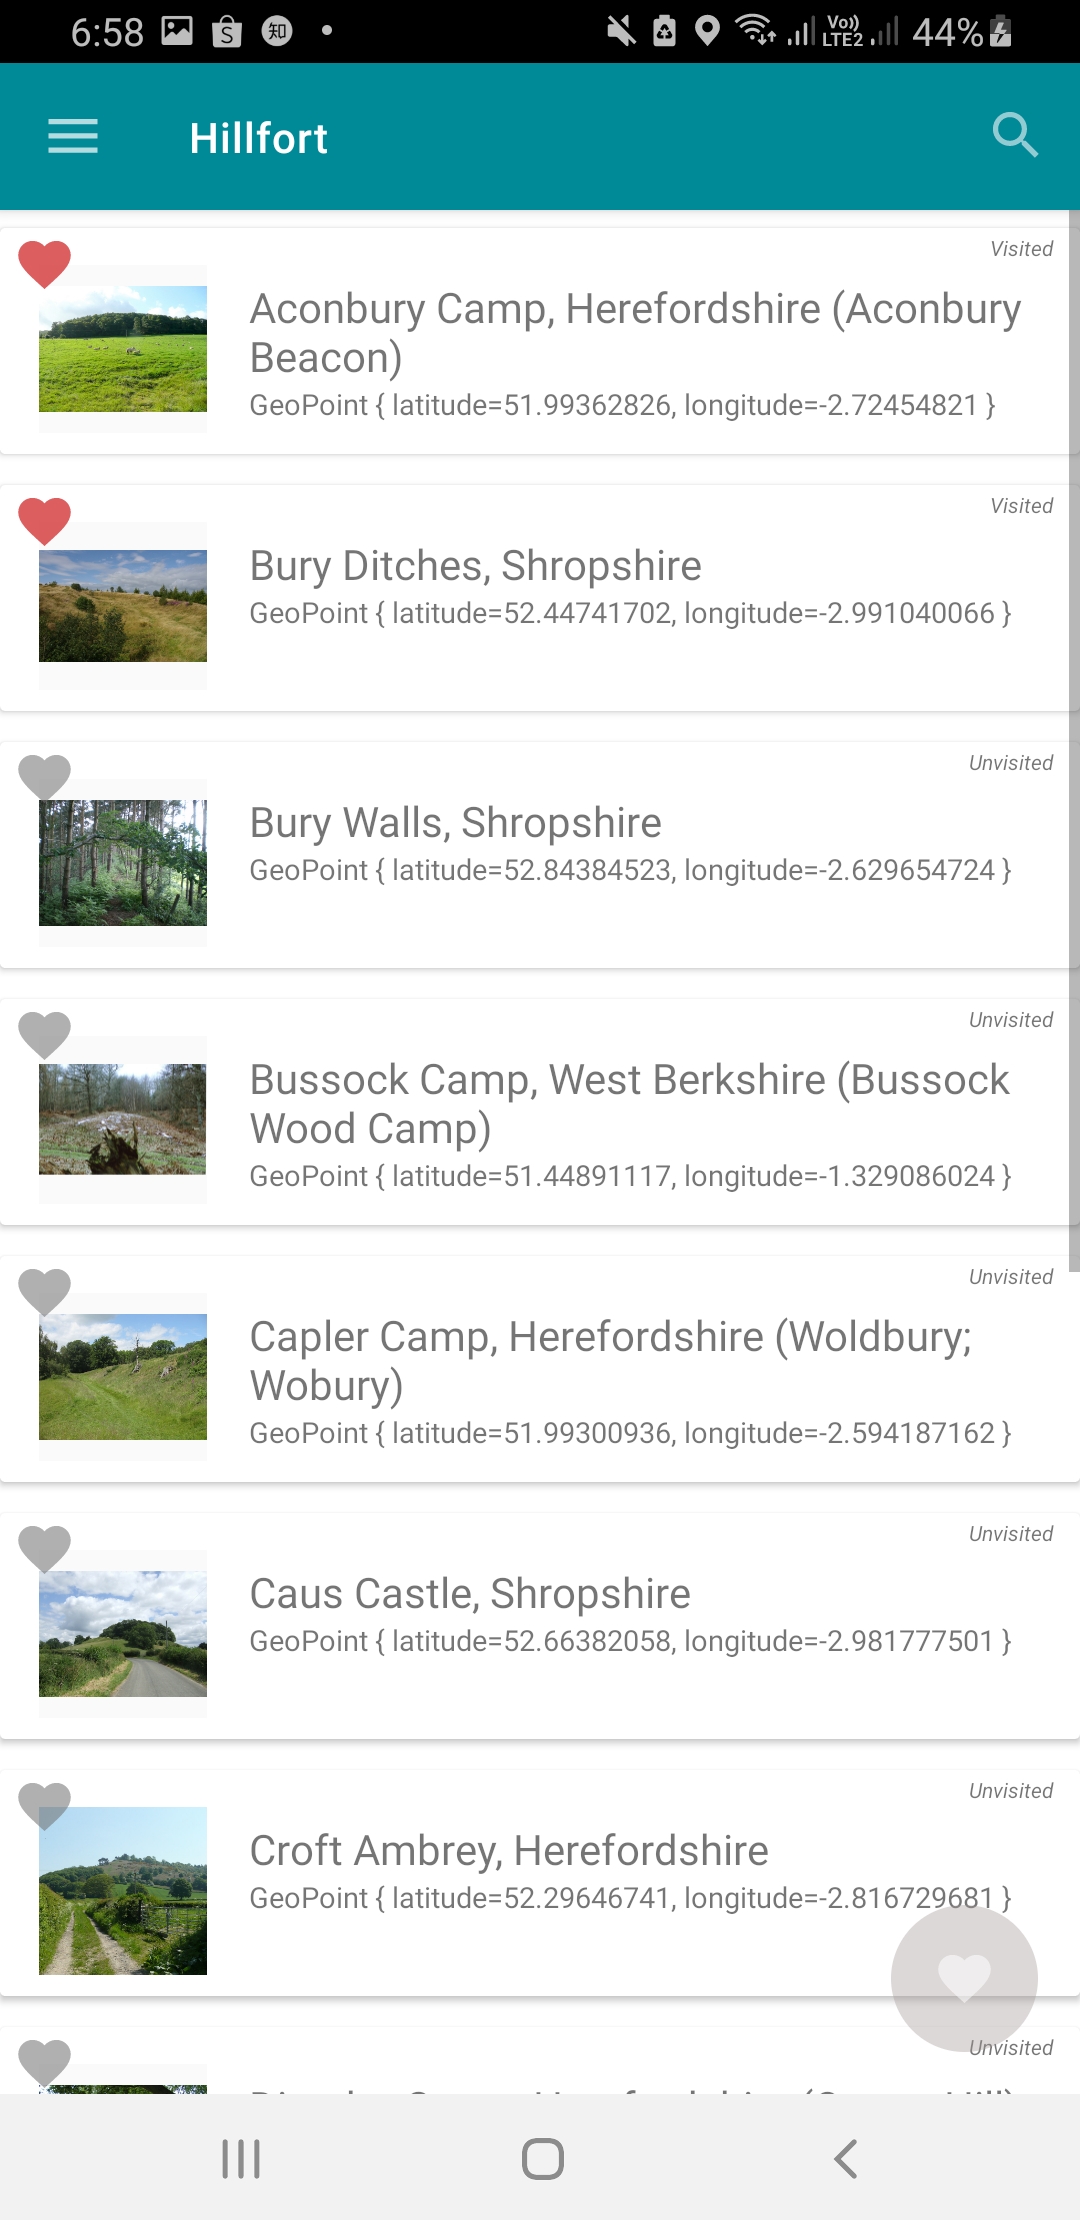 6:58
S
知
Vo))
LTE2
44%
Hillfort
Visited
Aconbury Camp, Herefordshire (Aconbury
Beacon)
GeoPoint { latitude=51.99362826, longitude=-2.72454821 }
Visited
Bury Ditches, Shropshire
GeoPoint { latitude=52.44741702, longitude=-2.991040066 }
Unvisited
Bury Walls, Shropshire
GeoPoint { latitude=52.84384523, longitude=-2.629654724 }
Unvisited
Bussock Camp, West Berkshire (Bussock
Wood Camp)
GeoPoint { latitude=51.44891117, longitude=-1.329086024 }
Unvisited
Capler Camp, Herefordshire (Woldbury;
Wobury)
GeoPoint { latitude=51.99300936, longitude=-2.594187162 }
Unvisited
Caus Castle, Shropshire
GeoPoint { latitude=52.66382058, longitude=-2.981777501 }
Unvisited
Croft Ambrey, Herefordshire
GeoPoint { latitude=52.29646741, longitude=-2.816729681 }
Unvisited